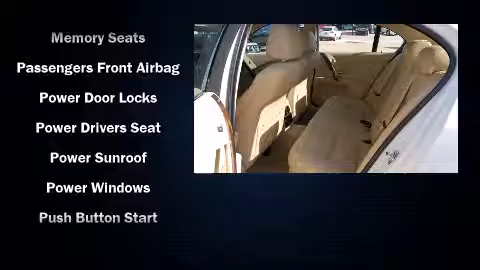 Memory Seats
Passengers Front Airbag
Power Door Locks
Power Drivers Seat
Power Sunroof
Power Windows
Push Button Start